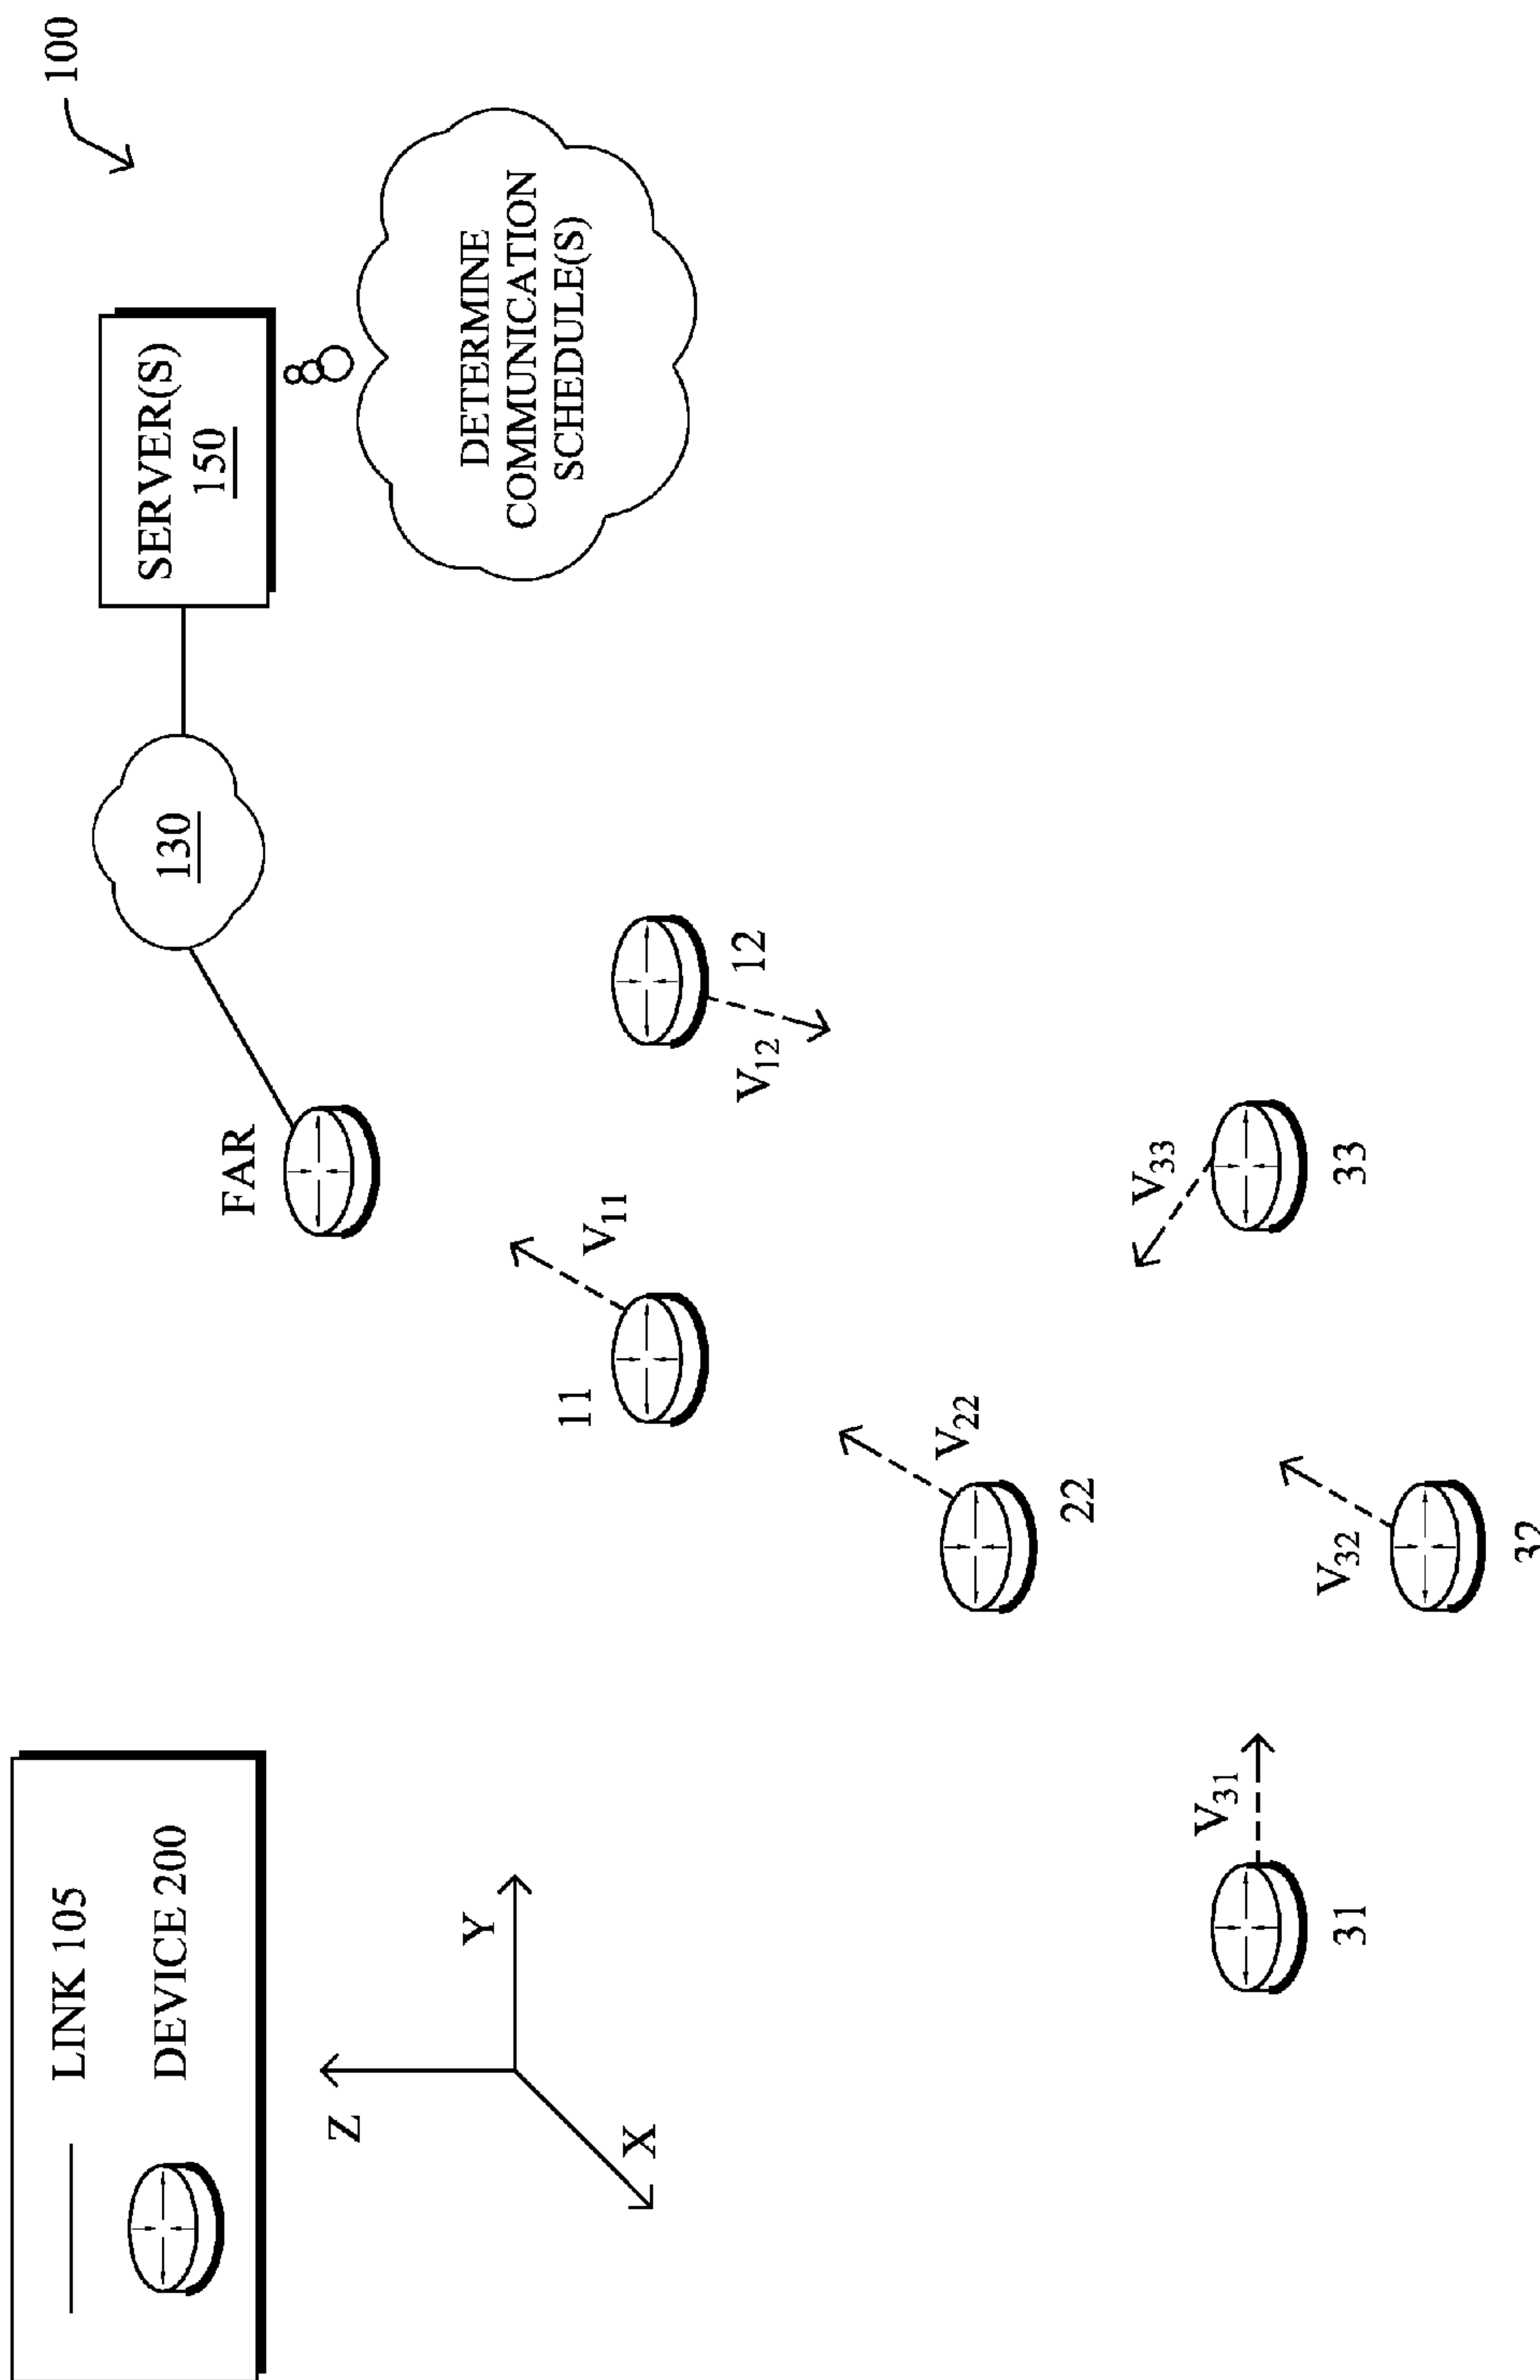 100
LINK 105
DEVICE 200
Z
Y
X
FAR
130
SERVER(S)
150
DETERMINE
COMMUNICATION
SCHEDULE(S)
11
V11
12
V12
22
V22
31
V31
32
V32
33
V33